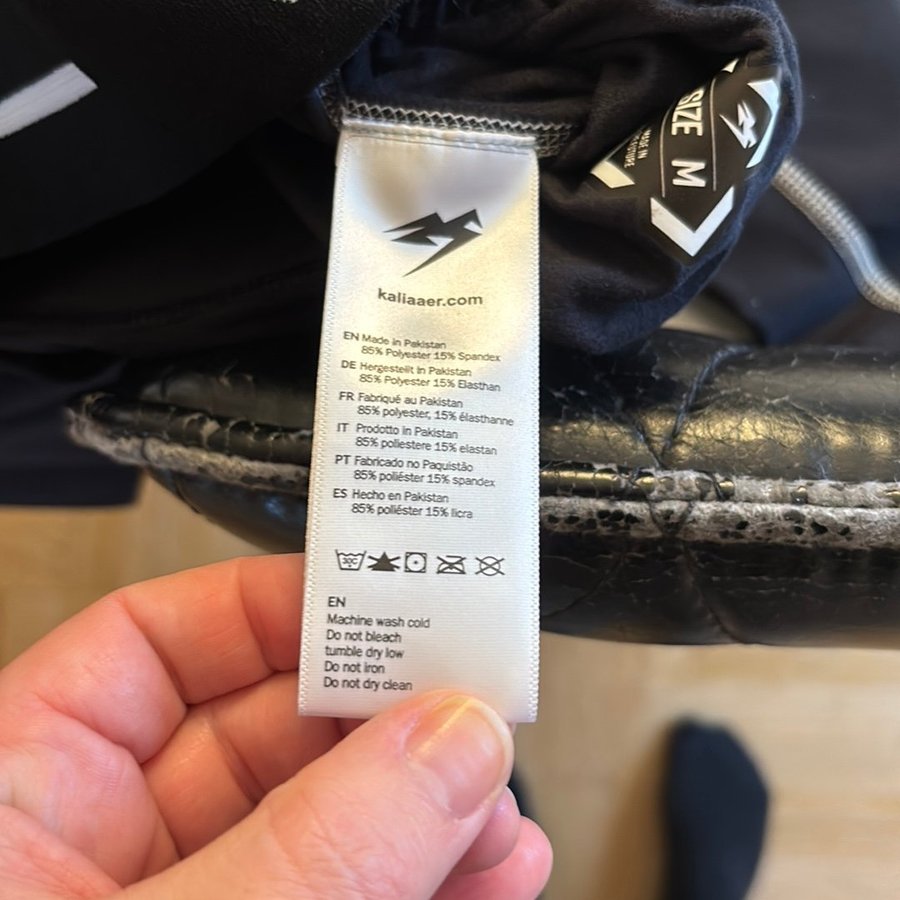 kaliaaer.com
EN Made in Pakistan
85% Polyester 15% Spandex
DE Hergestellt in Pakistan
85% Polyester 15% Elasthan
FR Fabriqué au Pakistan
85% polyester, 15% élasthanne
IT Prodotto in Pakistan
85% poliestere 15% elastan
PT Fabricado no Paquistão
85% poliéster 15% spandex
ES Hecho en Pakistan
85% poliéster 15% licra
30C
EN
Machine wash cold
Do not bleach
tumble dry low
Do not iron
Do not dry clean
SIZE M
MADE IN